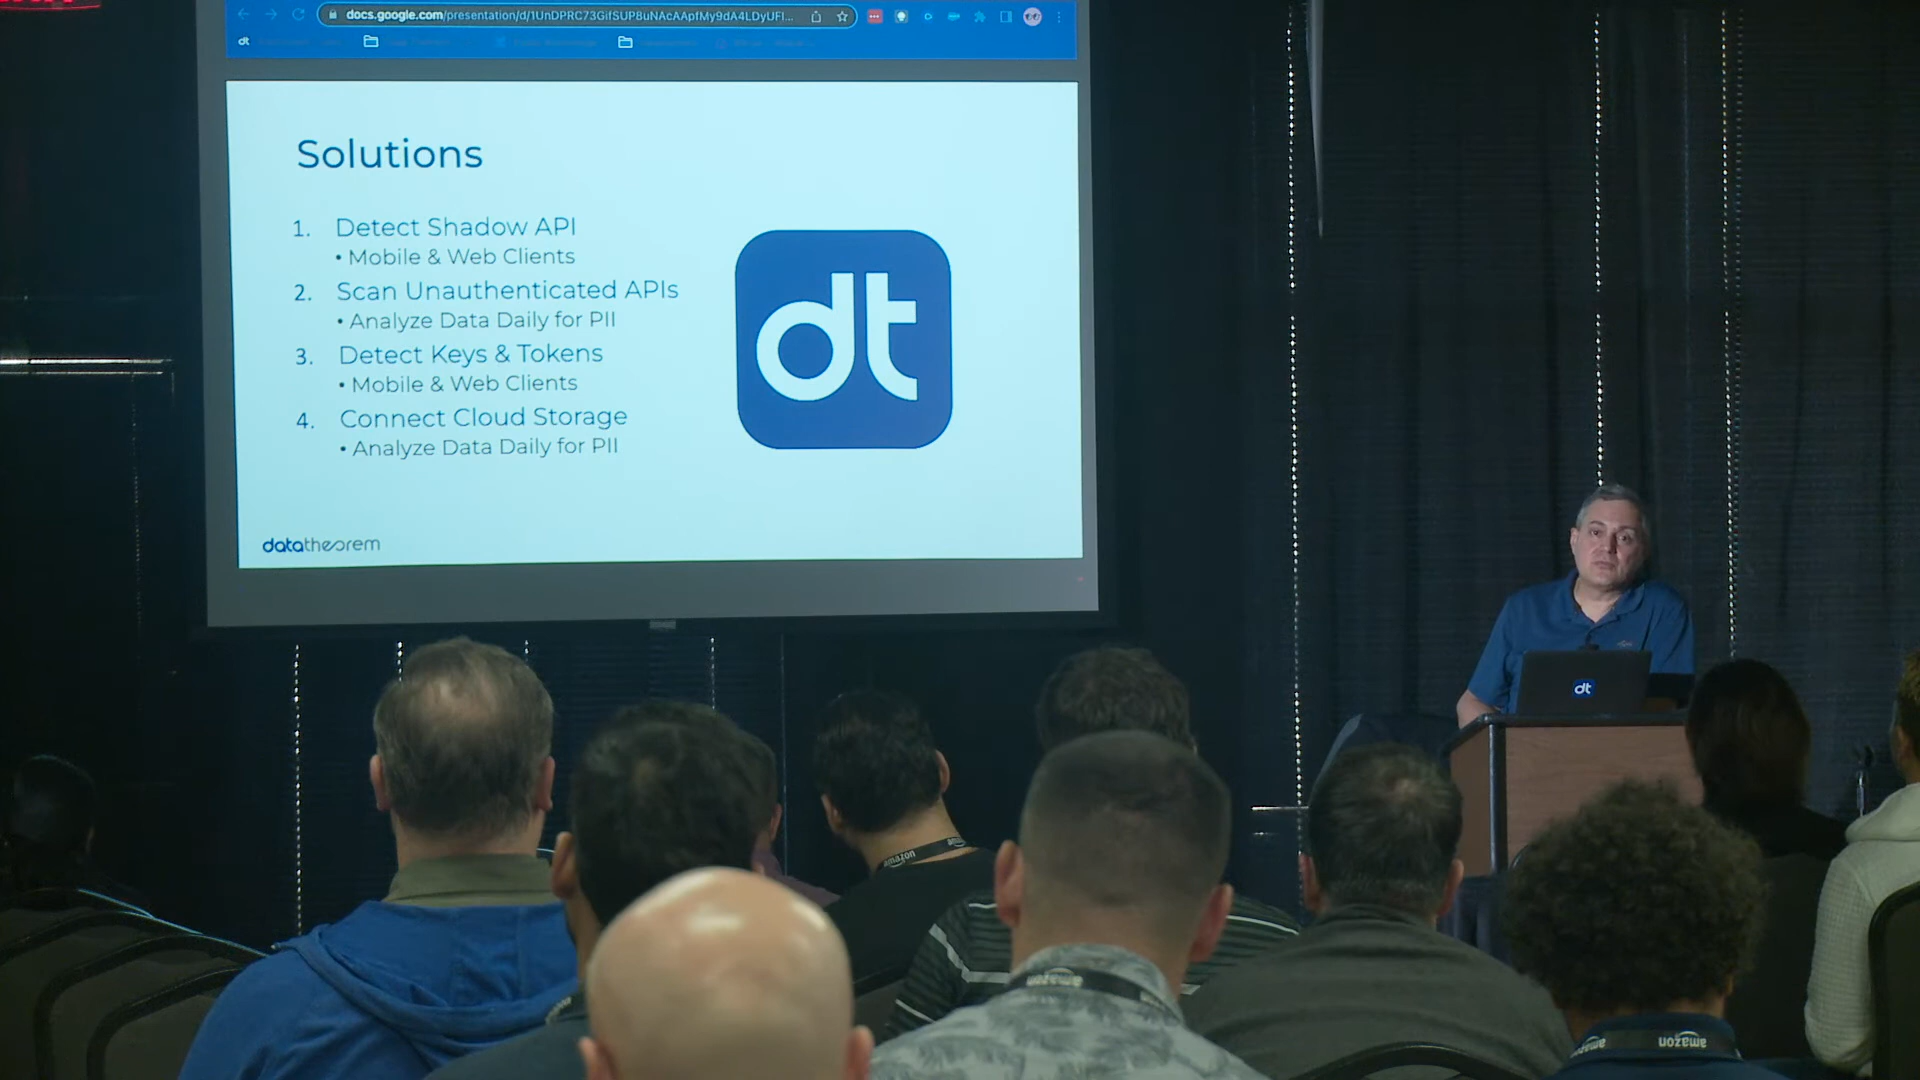 docs.google.com/presentation/d/1UnDPRC73GifSUP8uNAcAApfMy9dA4LDyUFI...
dt
Solutions
1. Detect Shadow API
• Mobile & Web Clients
2. Scan Unauthenticated APIs
• Analyze Data Daily for PII
3. Detect Keys & Tokens
• Mobile & Web Clients
4. Connect Cloud Storage
• Analyze Data Daily for PII
dt
datatheorem
dt
amazon
amazon
amazon